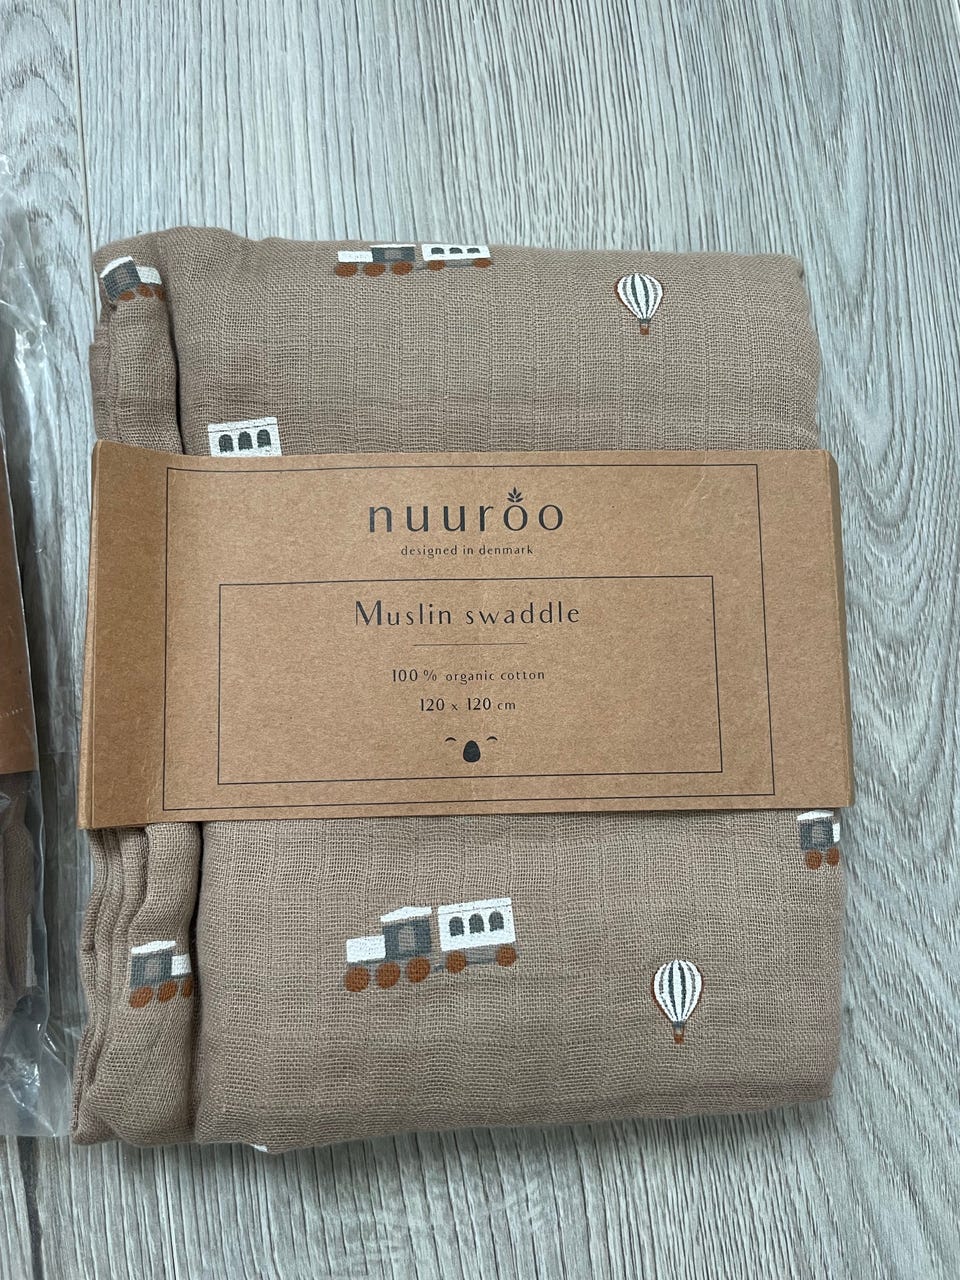 nuuroo
designed in denmark
Muslin swaddle
100 % organic cotton
120 x 120 cm